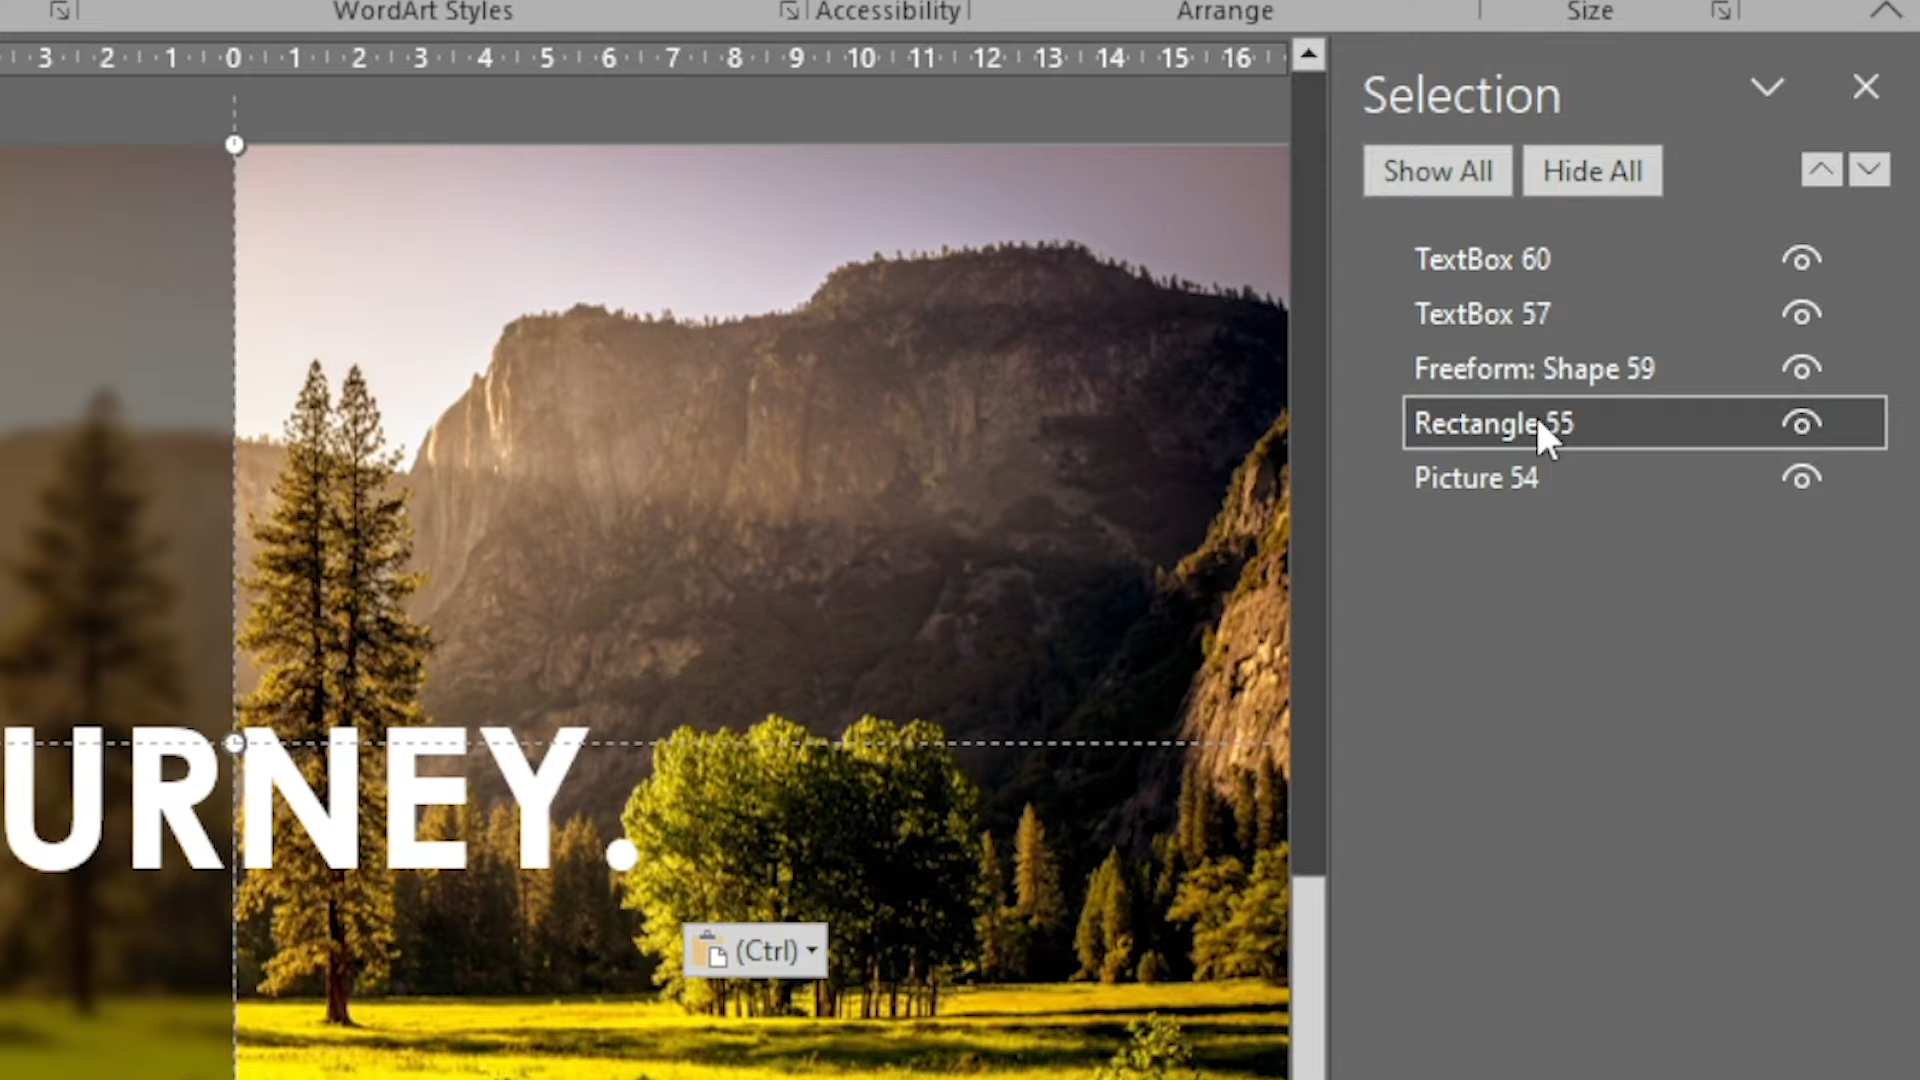 WordArt Styles Accessibility Arrange Size
3 2 1 0 1 2 3 4 5 6 7 8 9 10 11 12 13 14 15 16
Selection
Show All Hide All
TextBox 60
TextBox 57
Freeform: Shape 59
Rectangle 55
Picture 54
URNEY.
(Ctrl)